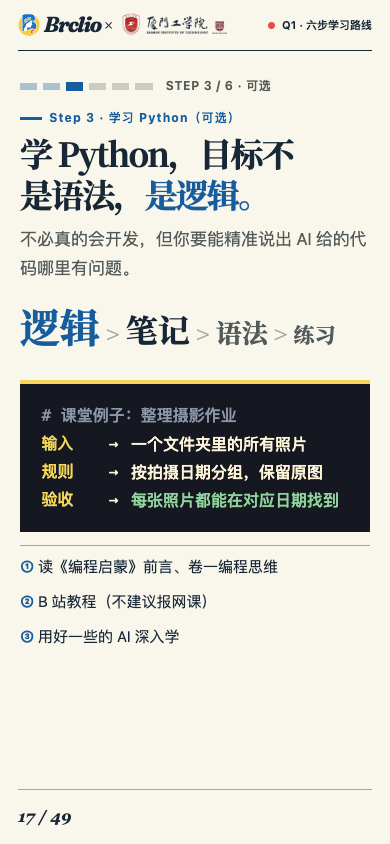 Brclio × 厦门工学院
XIAMEN INSTITUTE OF TECHNOLOGY
Q1 · 六步学习路线
STEP 3 / 6 · 可选
Step 3 · 学习 Python（可选）
学 Python，目标不
是语法，是逻辑。
不必真的会开发，但你要能精准说出 AI 给的代
码哪里有问题。
逻辑 > 笔记 > 语法 > 练习
# 课堂例子：整理摄影作业
输入 → 一个文件夹里的所有照片
规则 → 按拍摄日期分组，保留原图
验收 → 每张照片都能在对应日期找到
① 读《编程启蒙》前言、卷一编程思维
② B 站教程（不建议报网课）
③ 用好一些的 AI 深入学
17 / 49